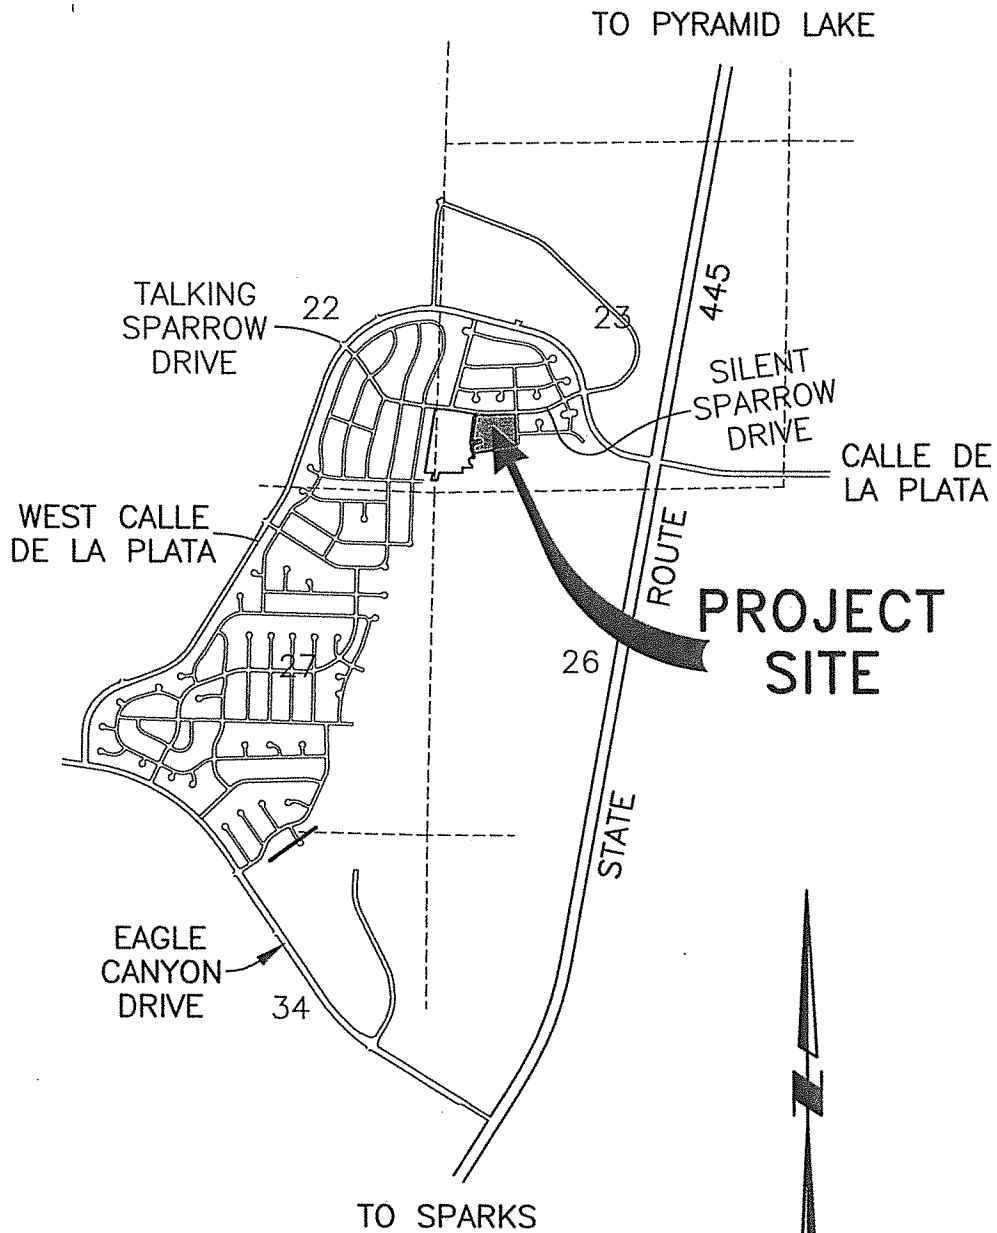 TO PYRAMID LAKE
445
TALKING
SPARROW
DRIVE
22
23
SILENT
SPARROW
DRIVE
CALLE DE
LA PLATA
WEST CALLE
DE LA PLATA
ROUTE
PROJECT
SITE
26
27
STATE
EAGLE
CANYON
DRIVE
34
N
TO SPARKS